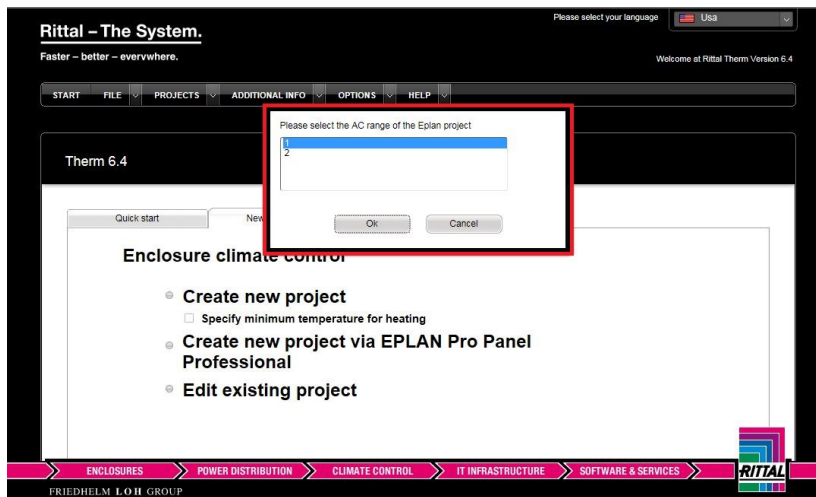 Please select your language
Usa
Rittal – The System.
Faster – better – everywhere.
Welcome at Rittal Therm Version 6.4
START FILE PROJECTS ADDITIONAL INFO OPTIONS HELP
Please select the AC range of the Eplan project
1
2
Ok Cancel
Therm 6.4
Quick start New
Enclosure climate control
Create new project
Specify minimum temperature for heating
Create new project via EPLAN Pro Panel
Professional
Edit existing project
ENCLOSURES POWER DISTRIBUTION CLIMATE CONTROL IT INFRASTRUCTURE SOFTWARE & SERVICES
RITTAL
FRIEDHELM LOH GROUP